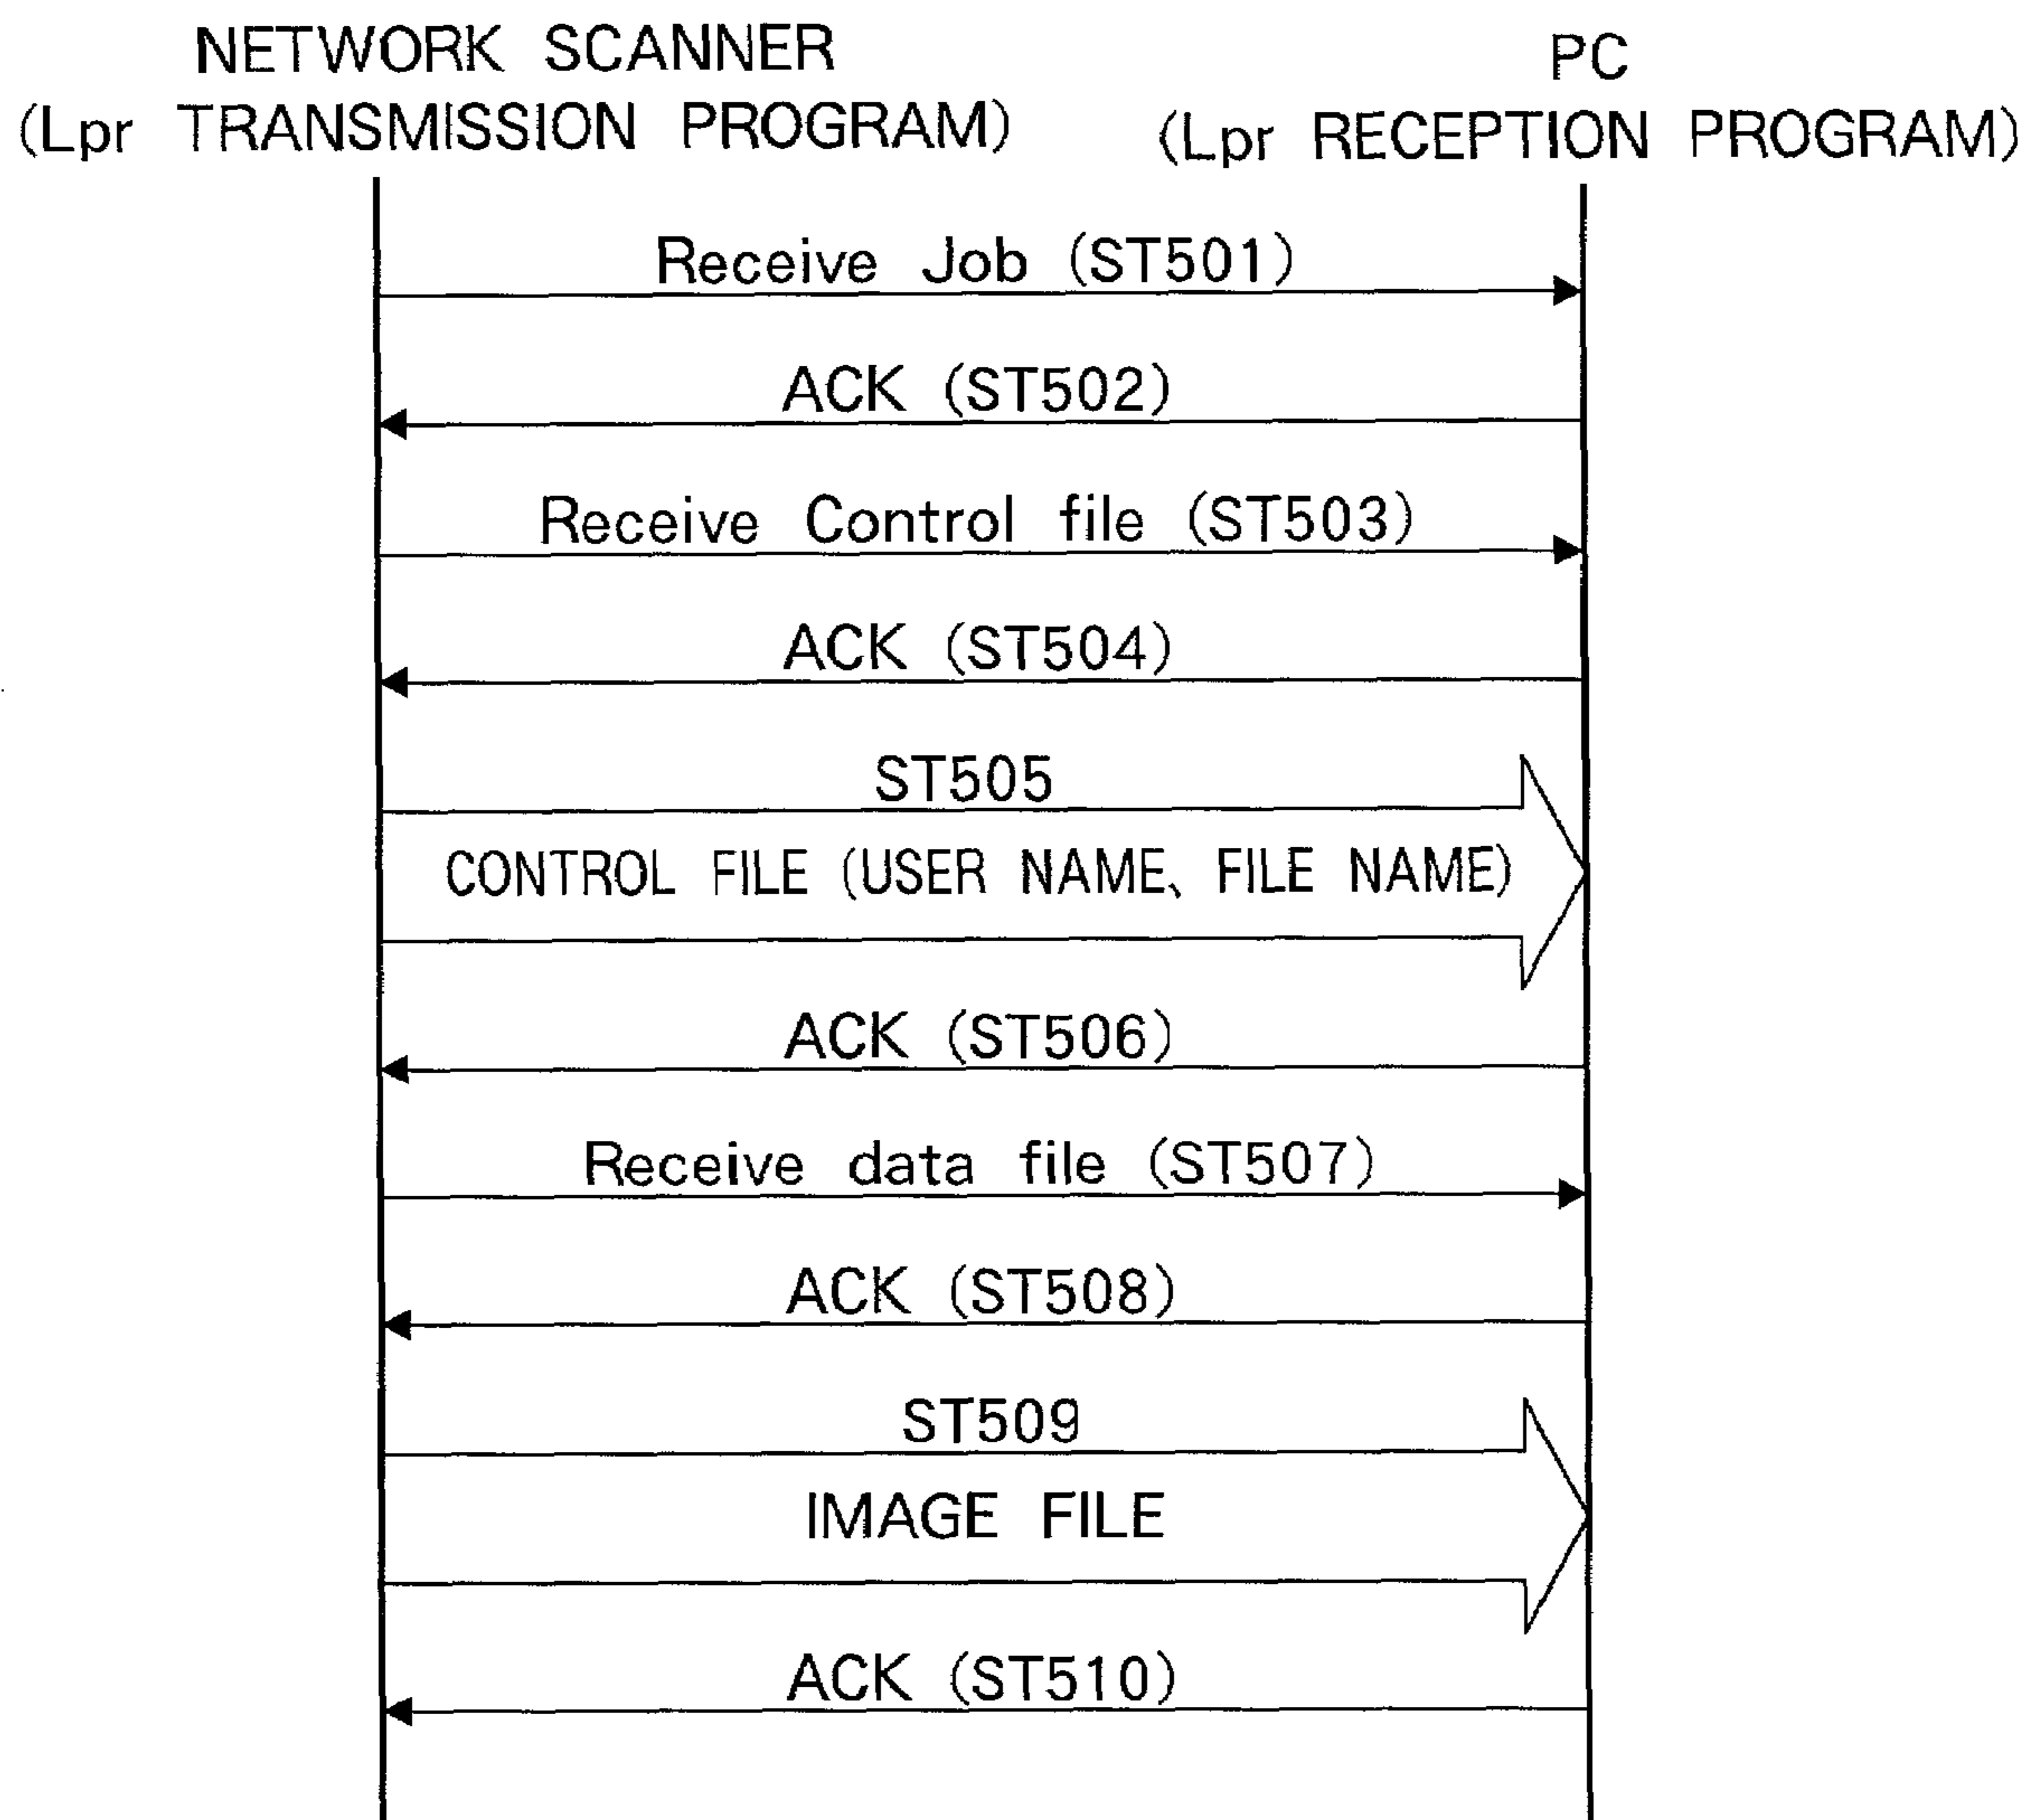 NETWORK SCANNER
(Lpr TRANSMISSION PROGRAM)
PC
(Lpr RECEPTION PROGRAM)
Receive Job (ST501)
ACK (ST502)
Receive Control file (ST503)
ACK (ST504)
ST505
CONTROL FILE (USER NAME、FILE NAME)
ACK (ST506)
Receive data file (ST507)
ACK (ST508)
ST509
IMAGE FILE
ACK (ST510)